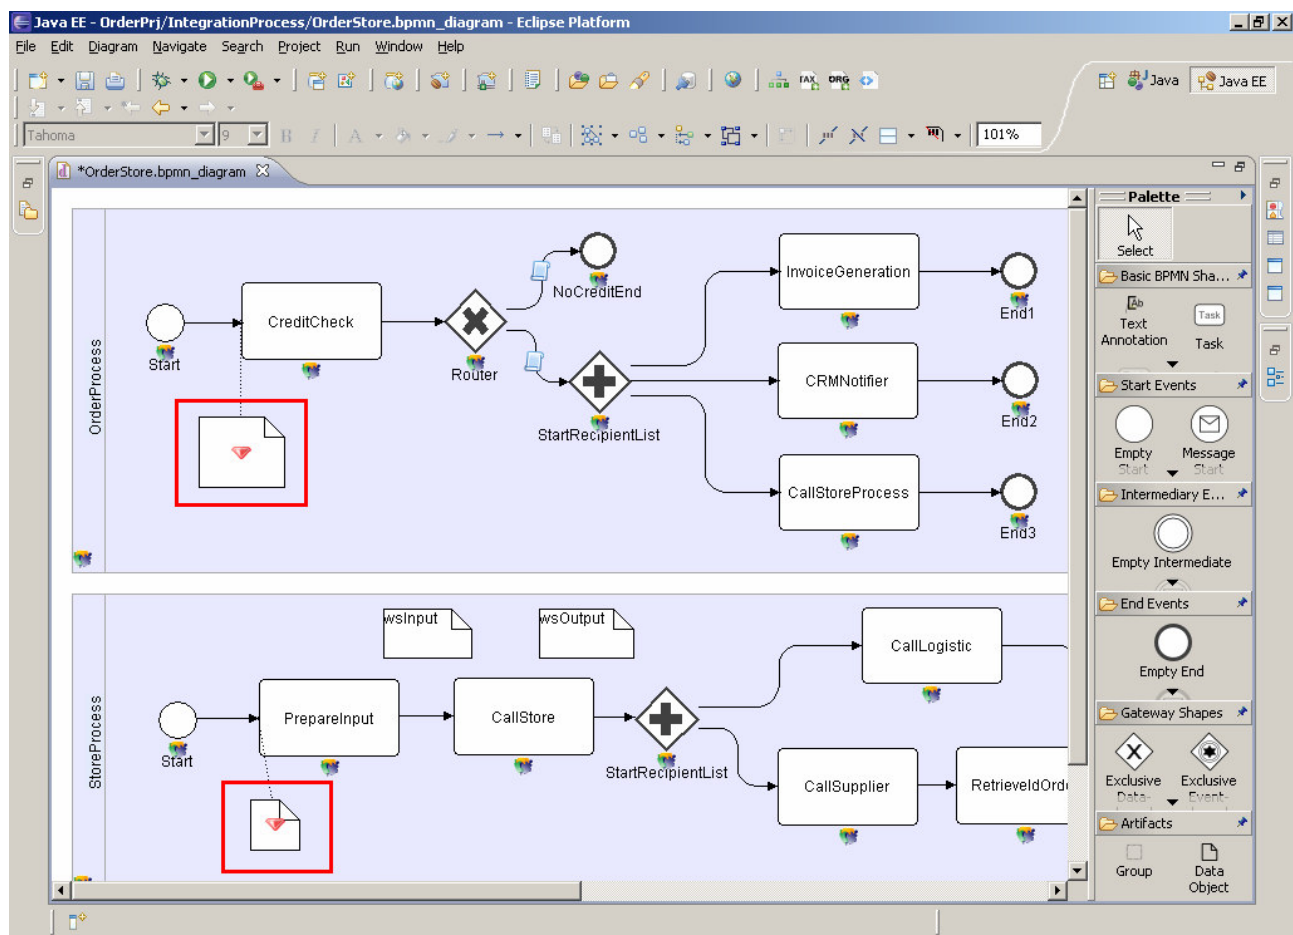 Java EE - OrderPrj/IntegrationProcess/OrderStore.bpmn_diagram - Eclipse Platform
File Edit Diagram Navigate Search Project Run Window Help
Java Java EE
Tahoma 9 B I A 101%
*OrderStore.bpmn_diagram
OrderProcess
Start
CreditCheck
Router
NoCreditEnd
StartRecipientList
InvoiceGeneration
End1
CRMNotifier
End2
CallStoreProcess
End3
StoreProcess
wsInput
wsOutput
Start
PrepareInput
CallStore
StartRecipientList
CallLogistic
CallSupplier
RetrieveIdOrd
Palette
Select
Basic BPMN Sha...
Text
Annotation
Task
Task
Start Events
Empty
Start
Message
Start
Intermediary E...
Empty Intermediate
End Events
Empty End
Gateway Shapes
Exclusive
Data-
Exclusive
Event-
Artifacts
Group
Data
Object